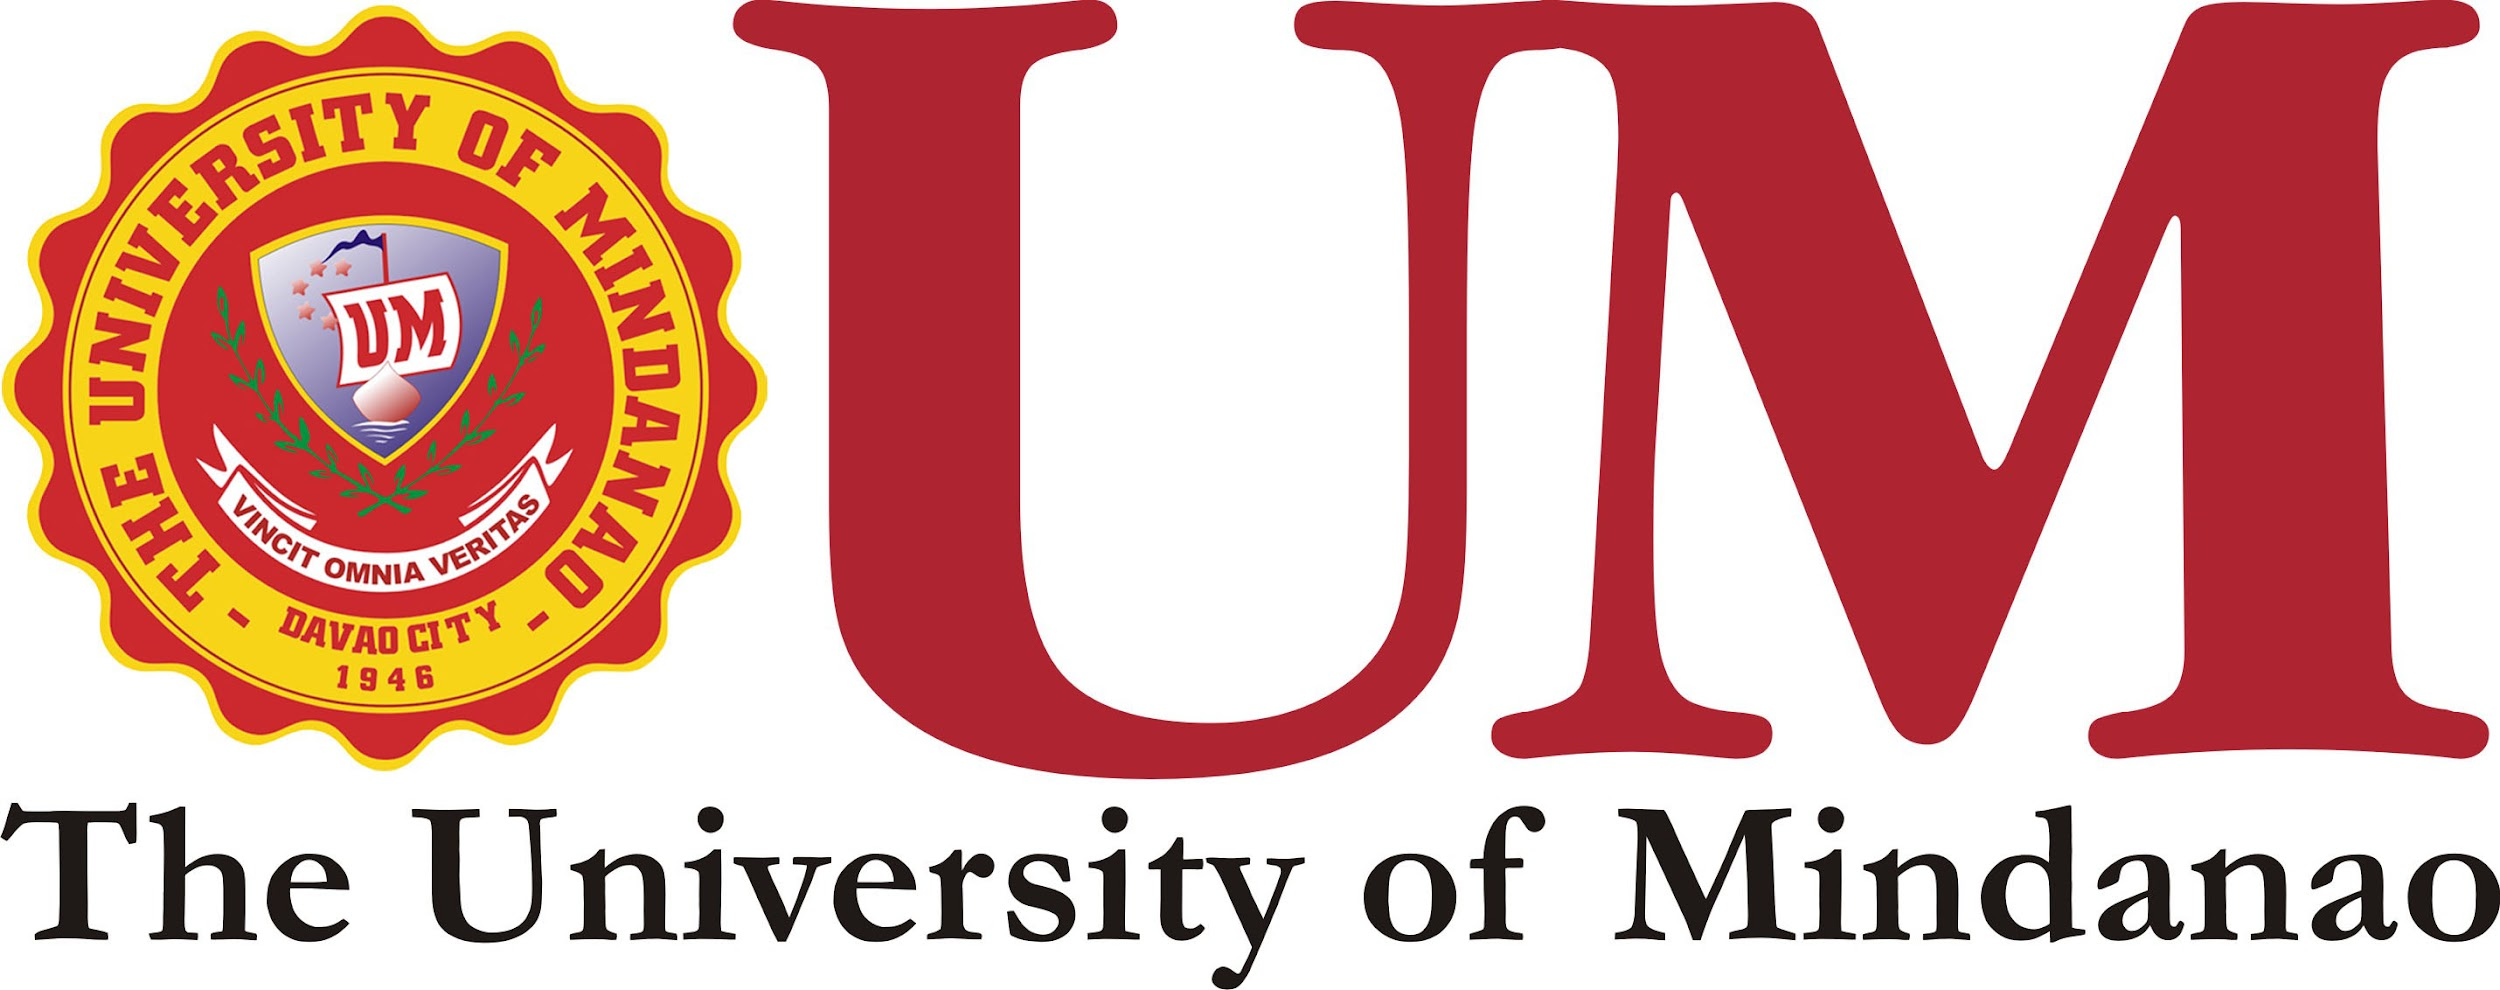 THE UNIVERSITY OF MINDANAO
UM
VINCIT OMNIA VERITAS
- DAVAO CITY -
1946
UM
The University of Mindanao